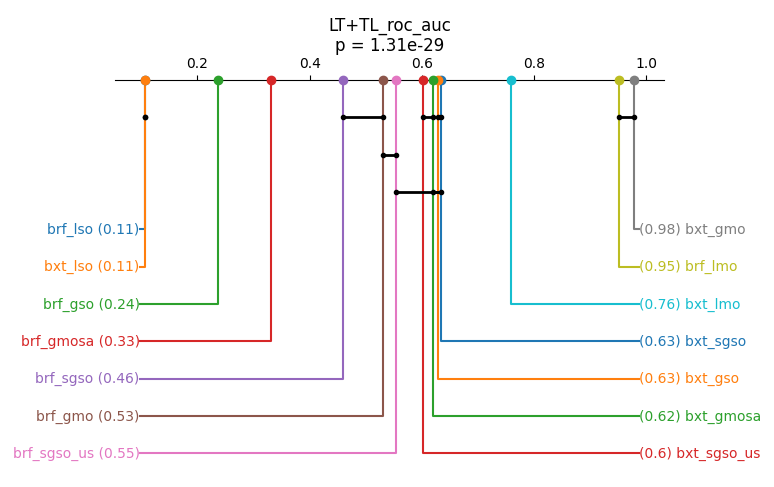 LT+TL_roc_auc
p = 1.31e-29
0.2 0.4 0.6 0.8 1.0
brf_lso (0.11) (0.98) bxt_gmo
bxt_lso (0.11) (0.95) brf_lmo
brf_gso (0.24) (0.76) bxt_lmo
brf_gmosa (0.33) (0.63) bxt_sgso
brf_sgso (0.46) (0.63) bxt_gso
brf_gmo (0.53) (0.62) bxt_gmosa
brf_sgso_us (0.55) (0.6) bxt_sgso_us